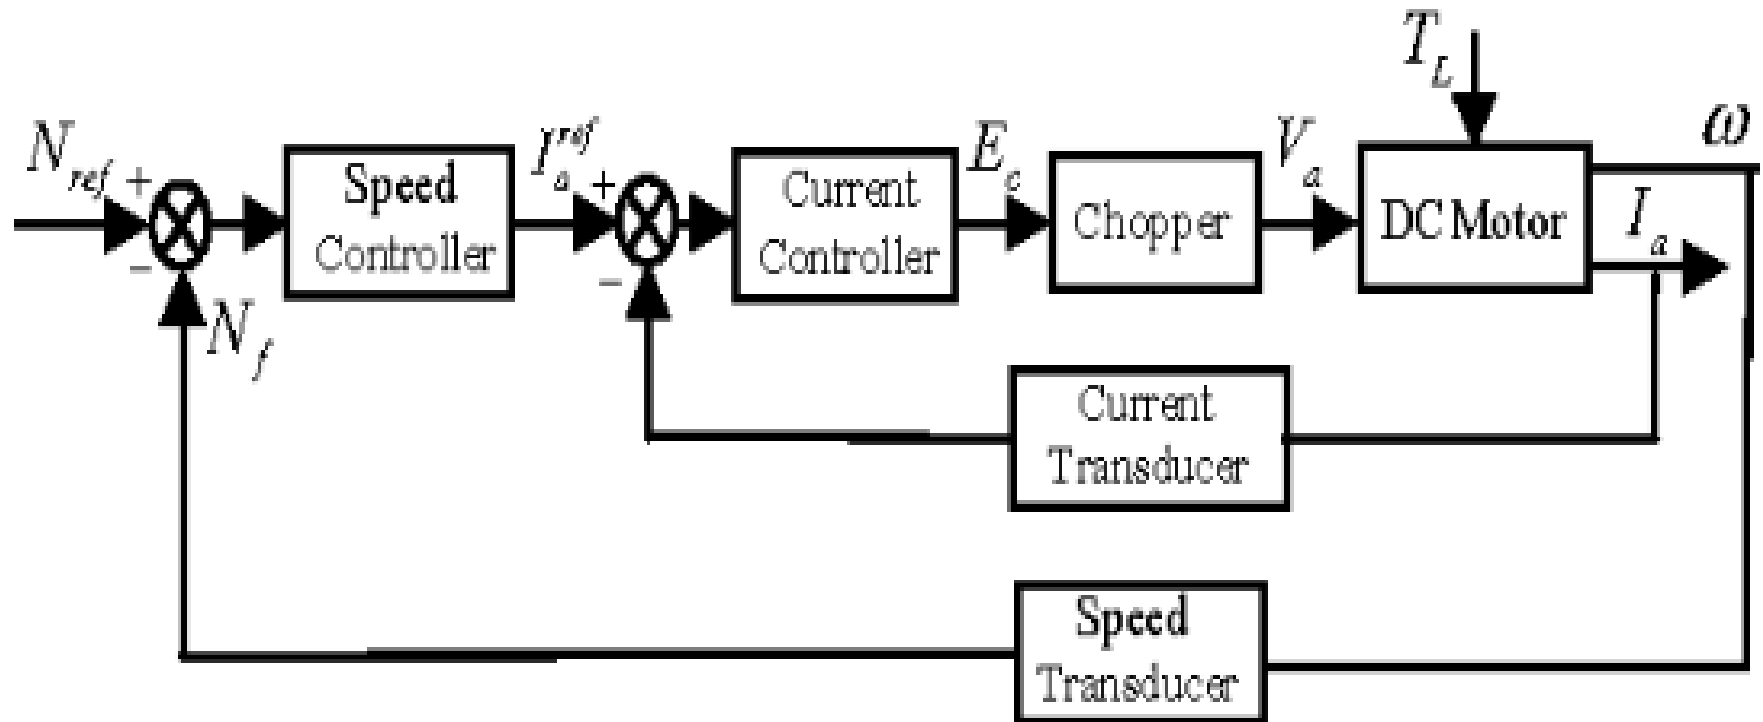 T_L
N_ref + −
Speed
Controller
I_a^ref + −
Current
Controller
E_c
Chopper
V_a
DC Motor
ω
I_a
N_f
Current
Transducer
Speed
Transducer